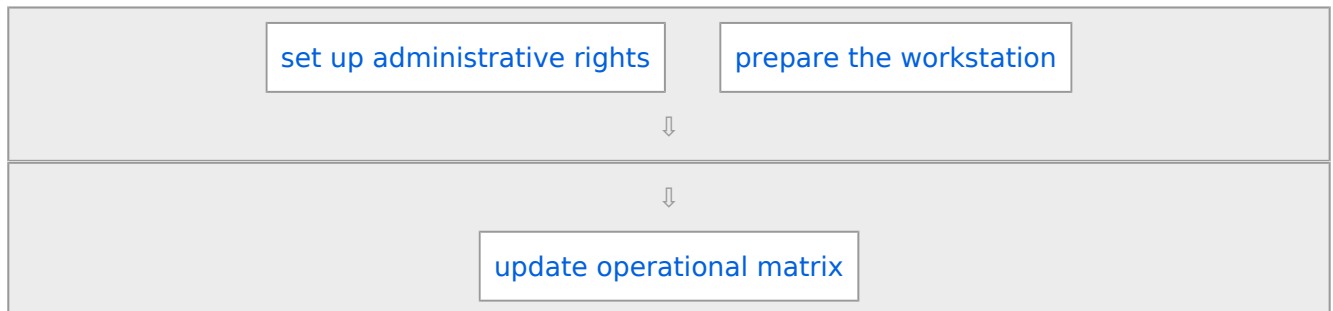 set up administrative rights prepare the workstation
⇩
⇩
update operational matrix